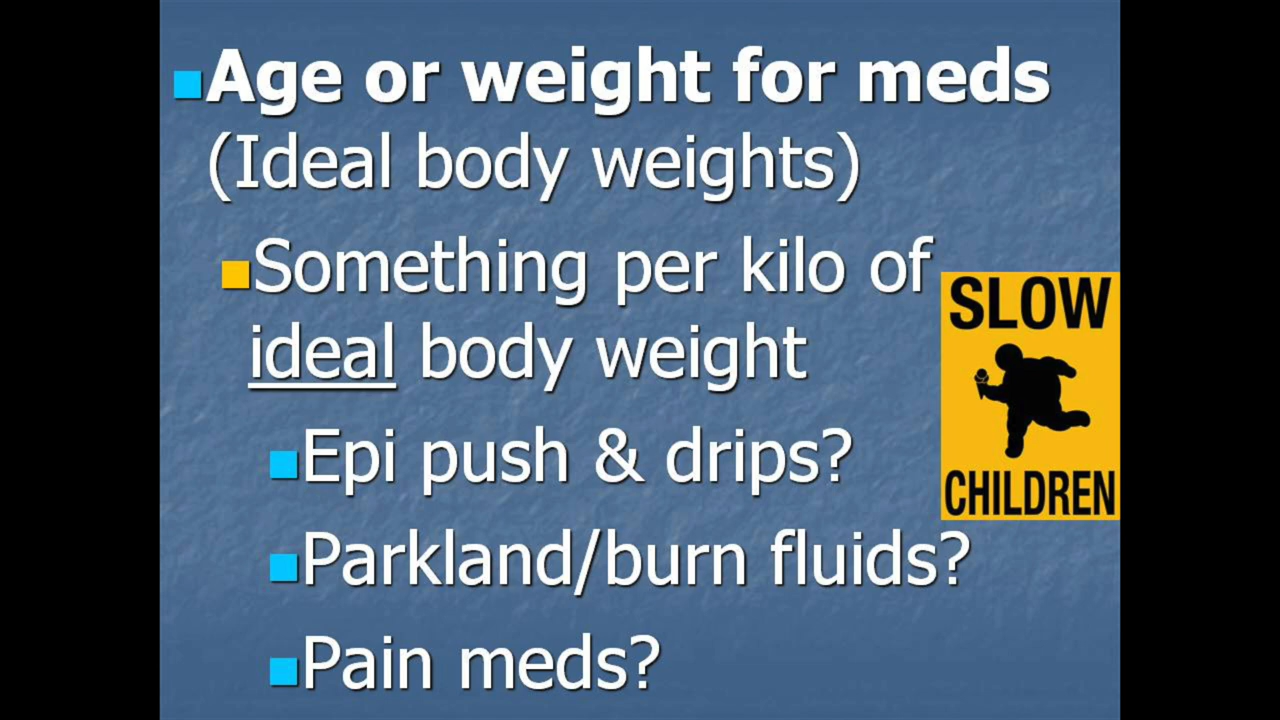 Age or weight for meds
(Ideal body weights)
Something per kilo of
ideal body weight
Epi push & drips?
Parkland/burn fluids?
Pain meds?
SLOW
CHILDREN